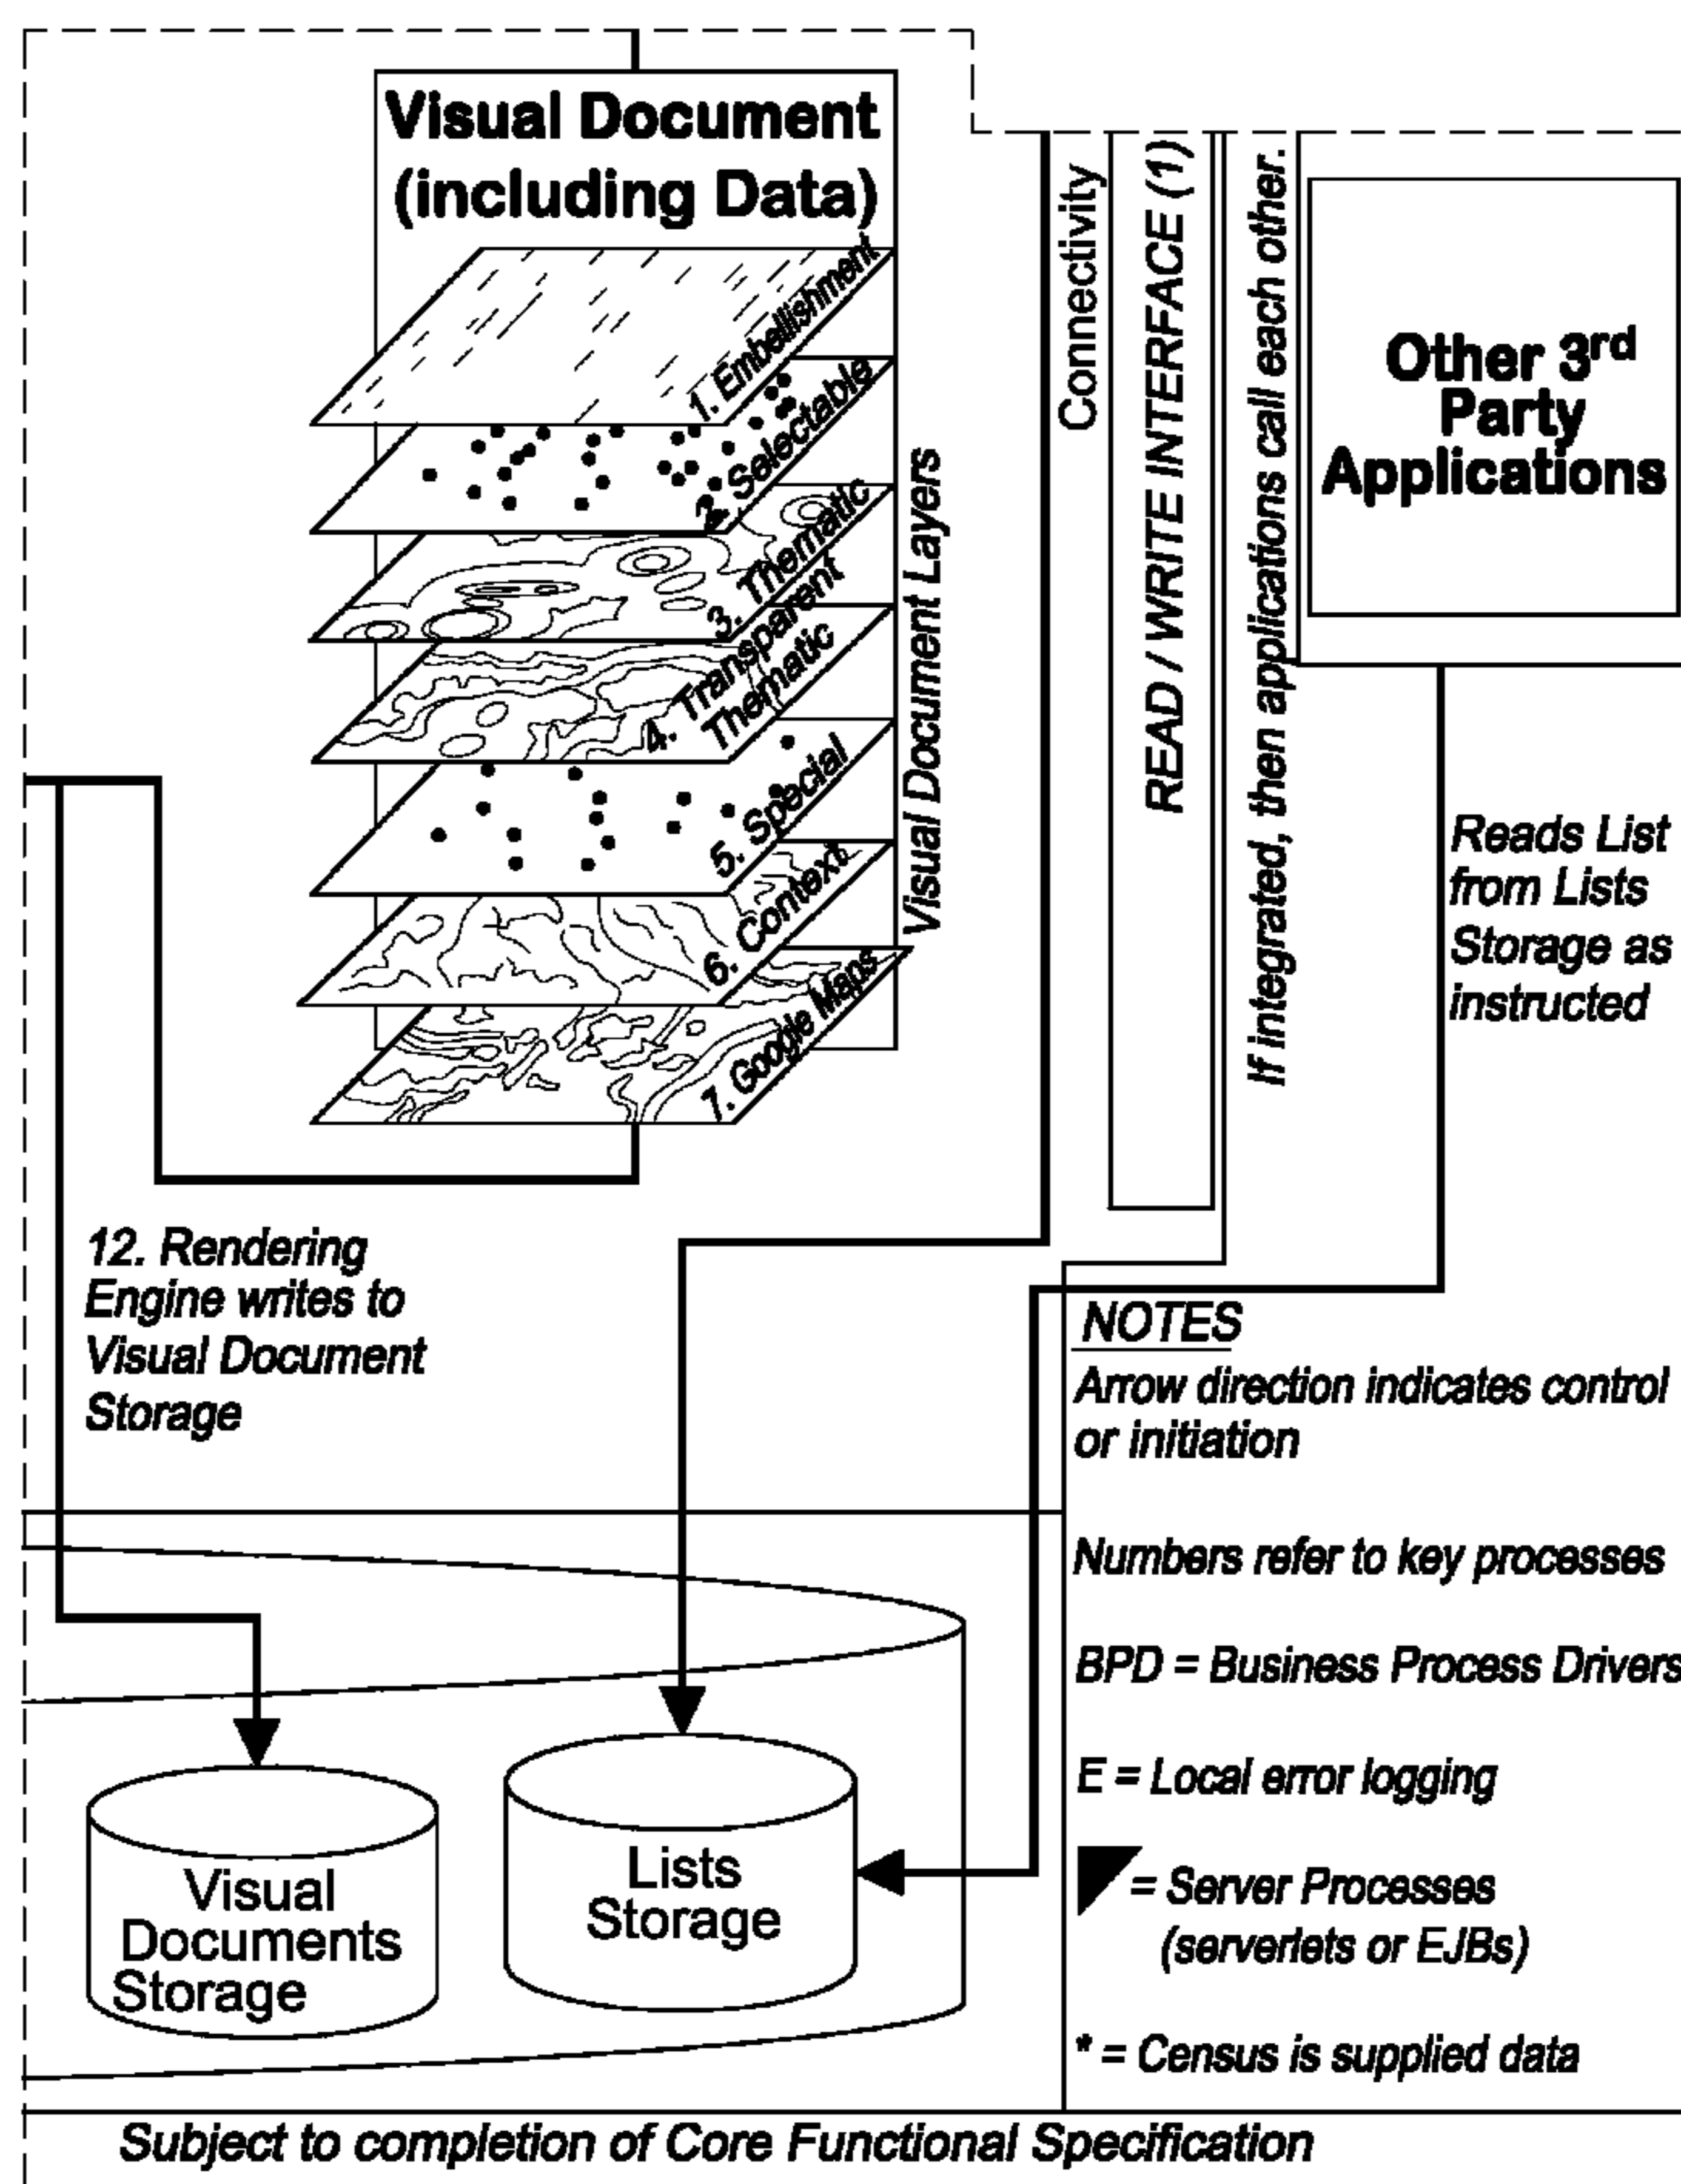 Visual Document
(including Data)
1. Embellishment
2. Selectable
3. Thematic
4. Transparent
Thematic
5. Special
6. Context
7. Google Maps
Visual Document Layers
Connectivity
READ / WRITE INTERFACE (1)
If integrated, then applications call each other.
Other 3rd
Party
Applications
Reads List
from Lists
Storage as
instructed
12. Rendering
Engine writes to
Visual Document
Storage
NOTES
Arrow direction indicates control
or initiation
Numbers refer to key processes
BPD = Business Process Drivers
E = Local error logging
= Server Processes
(serverlets or EJBs)
* = Census is supplied data
Visual
Documents
Storage
Lists
Storage
Subject to completion of Core Functional Specification